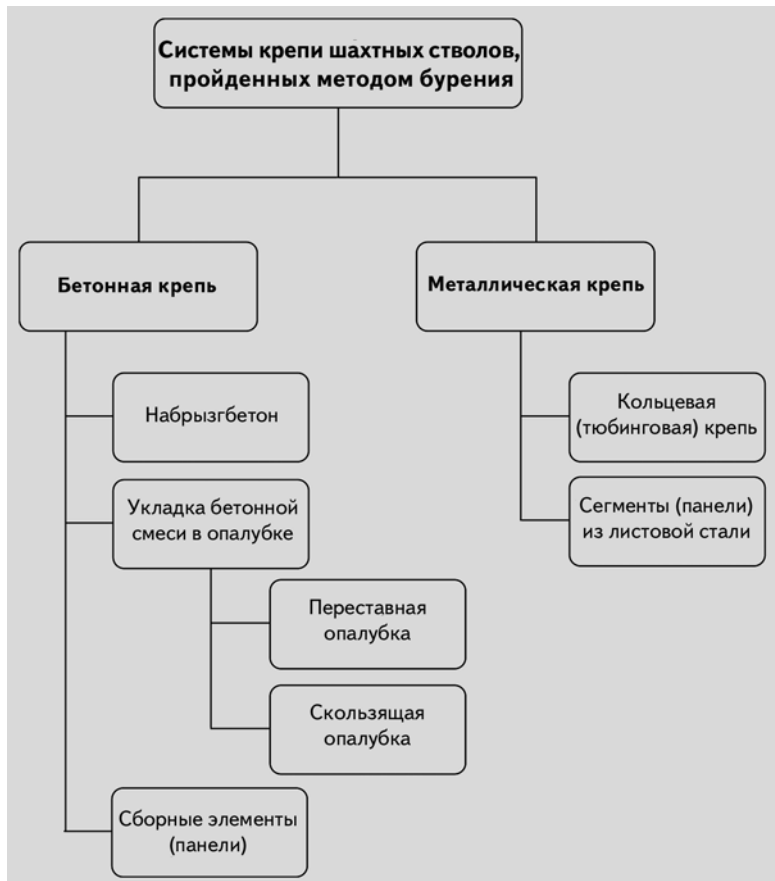 Системы крепи шахтных стволов,
пройденных методом бурения
Бетонная крепь
Металлическая крепь
Набрызгбетон
Кольцевая
(тюбинговая) крепь
Укладка бетонной
смеси в опалубке
Сегменты (панели)
из листовой стали
Переставная
опалубка
Скользящая
опалубка
Сборные элементы
(панели)